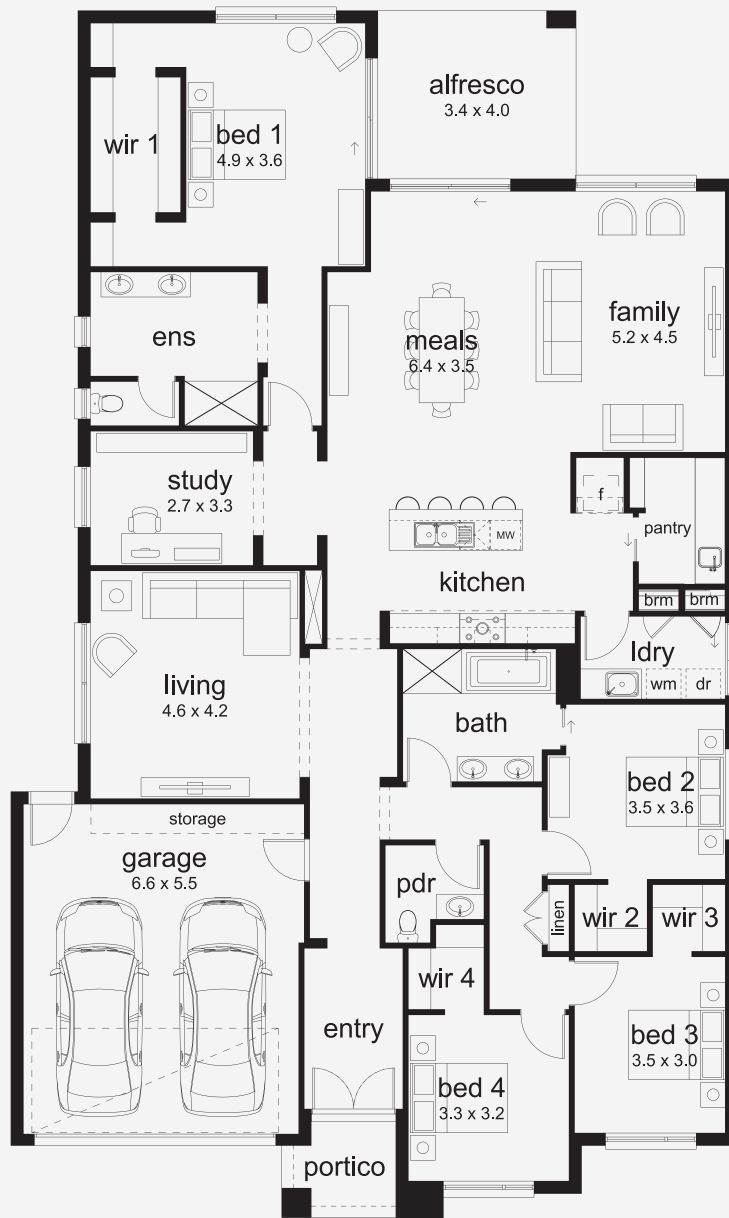 alfresco
3.4 x 4.0
wir 1
bed 1
4.9 x 3.6
ens
meals
6.4 x 3.5
family
5.2 x 4.5
study
2.7 x 3.3
f
pantry
MW
kitchen
brm
brm
ldry
wm
dr
living
4.6 x 4.2
bath
bed 2
3.5 x 3.6
storage
garage
6.6 x 5.5
pdr
linen
wir 2
wir 3
wir 4
entry
bed 3
3.5 x 3.0
bed 4
3.3 x 3.2
portico